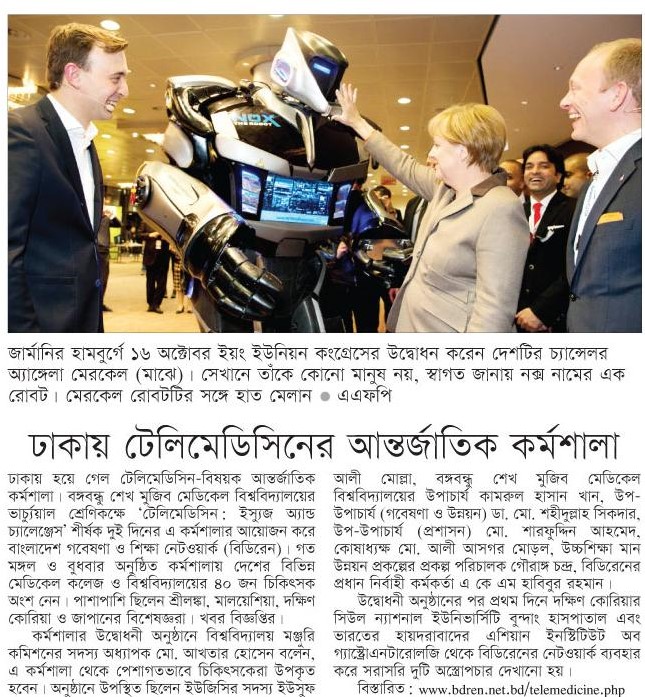 NOX
THE ROBOT
জার্মানির হামবুর্গে ১৬ অক্টোবর ইয়ং ইউনিয়ন কংগ্রেসের উদ্বোধন করেন দেশটির চ্যান্সেলর
অ্যাঙ্গেলা মেরকেল (মাঝে)। সেখানে তাঁকে কোনো মানুষ নয়, স্বাগত জানায় নক্স নামের এক
রোবট। মেরকেল রোবটটির সঙ্গে হাত মেলান ● এএফপি
ঢাকায় টেলিমেডিসিনের আন্তর্জাতিক কর্মশালা
ঢাকায় হয়ে গেল টেলিমেডিসিন-বিষয়ক আন্তর্জাতিক
কর্মশালা। বঙ্গবন্ধু শেখ মুজিব মেডিকেল বিশ্ববিদ্যালয়ের
ভার্চ্যুয়াল শ্রেণিকক্ষে ‘টেলিমেডিসিন: ইস্যুজ অ্যান্ড
চ্যালেঞ্জেস’ শীর্ষক দুই দিনের এ কর্মশালার আয়োজন করে
বাংলাদেশ গবেষণা ও শিক্ষা নেটওয়ার্ক (বিডিরেন)। গত
মঙ্গল ও বুধবার অনুষ্ঠিত কর্মশালায় দেশের বিভিন্ন
মেডিকেল কলেজ ও বিশ্ববিদ্যালয়ের ৪০ জন চিকিৎসক
অংশ নেন। পাশাপাশি ছিলেন শ্রীলংকা, মালয়েশিয়া, দক্ষিণ
কোরিয়া ও জাপানের বিশেষজ্ঞরা। খবর বিজ্ঞপ্তির।
কর্মশালার উদ্বোধনী অনুষ্ঠানে বিশ্ববিদ্যালয় মঞ্জুরি
কমিশনের সদস্য অধ্যাপক মো. আখতার হোসেন বলেন,
এ কর্মশালা থেকে পেশাগতভাবে চিকিৎসকেরা উপকৃত
হবেন। অনুষ্ঠানে উপস্থিত ছিলেন ইউজিসির সদস্য ইউসুফ
আলী মোল্লা, বঙ্গবন্ধু শেখ মুজিব মেডিকেল
বিশ্ববিদ্যালয়ের উপাচার্য কামরুল হাসান খান, উপ-
উপাচার্য (গবেষণা ও উন্নয়ন) ডা. মো. শহীদুল্লাহ সিকদার,
উপ-উপাচার্য (প্রশাসন) মো. শারফুদ্দিন আহমেদ,
কোষাধ্যক্ষ মো. আলী আসগর মোড়ল, উচ্চশিক্ষা মান
উন্নয়ন প্রকল্পের প্রকল্প পরিচালক গৌরাঙ্গ চন্দ্র, বিডিরেনের
প্রধান নির্বাহী কর্মকর্তা এ কে এম হাবিবুর রহমান।
উদ্বোধনী অনুষ্ঠানের পর প্রথম দিনে দক্ষিণ কোরিয়ার
সিউল ন্যাশনাল ইউনিভার্সিটি বুন্দাং হাসপাতাল এবং
ভারতের হায়দরাবাদের এশিয়ান ইনস্টিটিউট অব
গ্যাস্ট্রোএনটারোলজি থেকে বিডিরেনের নেটওয়ার্ক ব্যবহার
করে সরাসরি দুটি অস্ত্রোপচার দেখানো হয়।
বিস্তারিত: www.bdren.net.bd/telemedicine.php